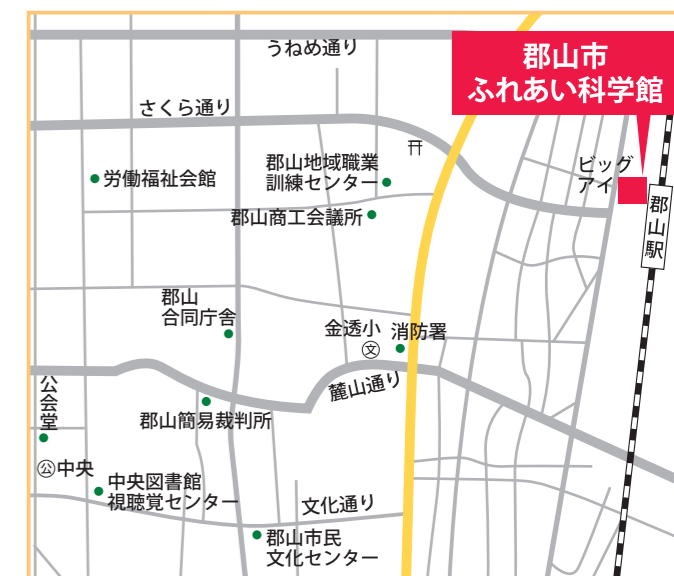 うねめ通り
郡山市
ふれあい科学館
さくら通り
労働福祉会館
郡山地域職業
訓練センター
ビッグ
アイ
郡山駅
郡山商工会議所
郡山
合同庁舎
金透小
消防署
文
麓山通り
公会堂
郡山簡易裁判所
公
中央
中央図書館
視聴覚センター
文化通り
郡山市民
文化センター